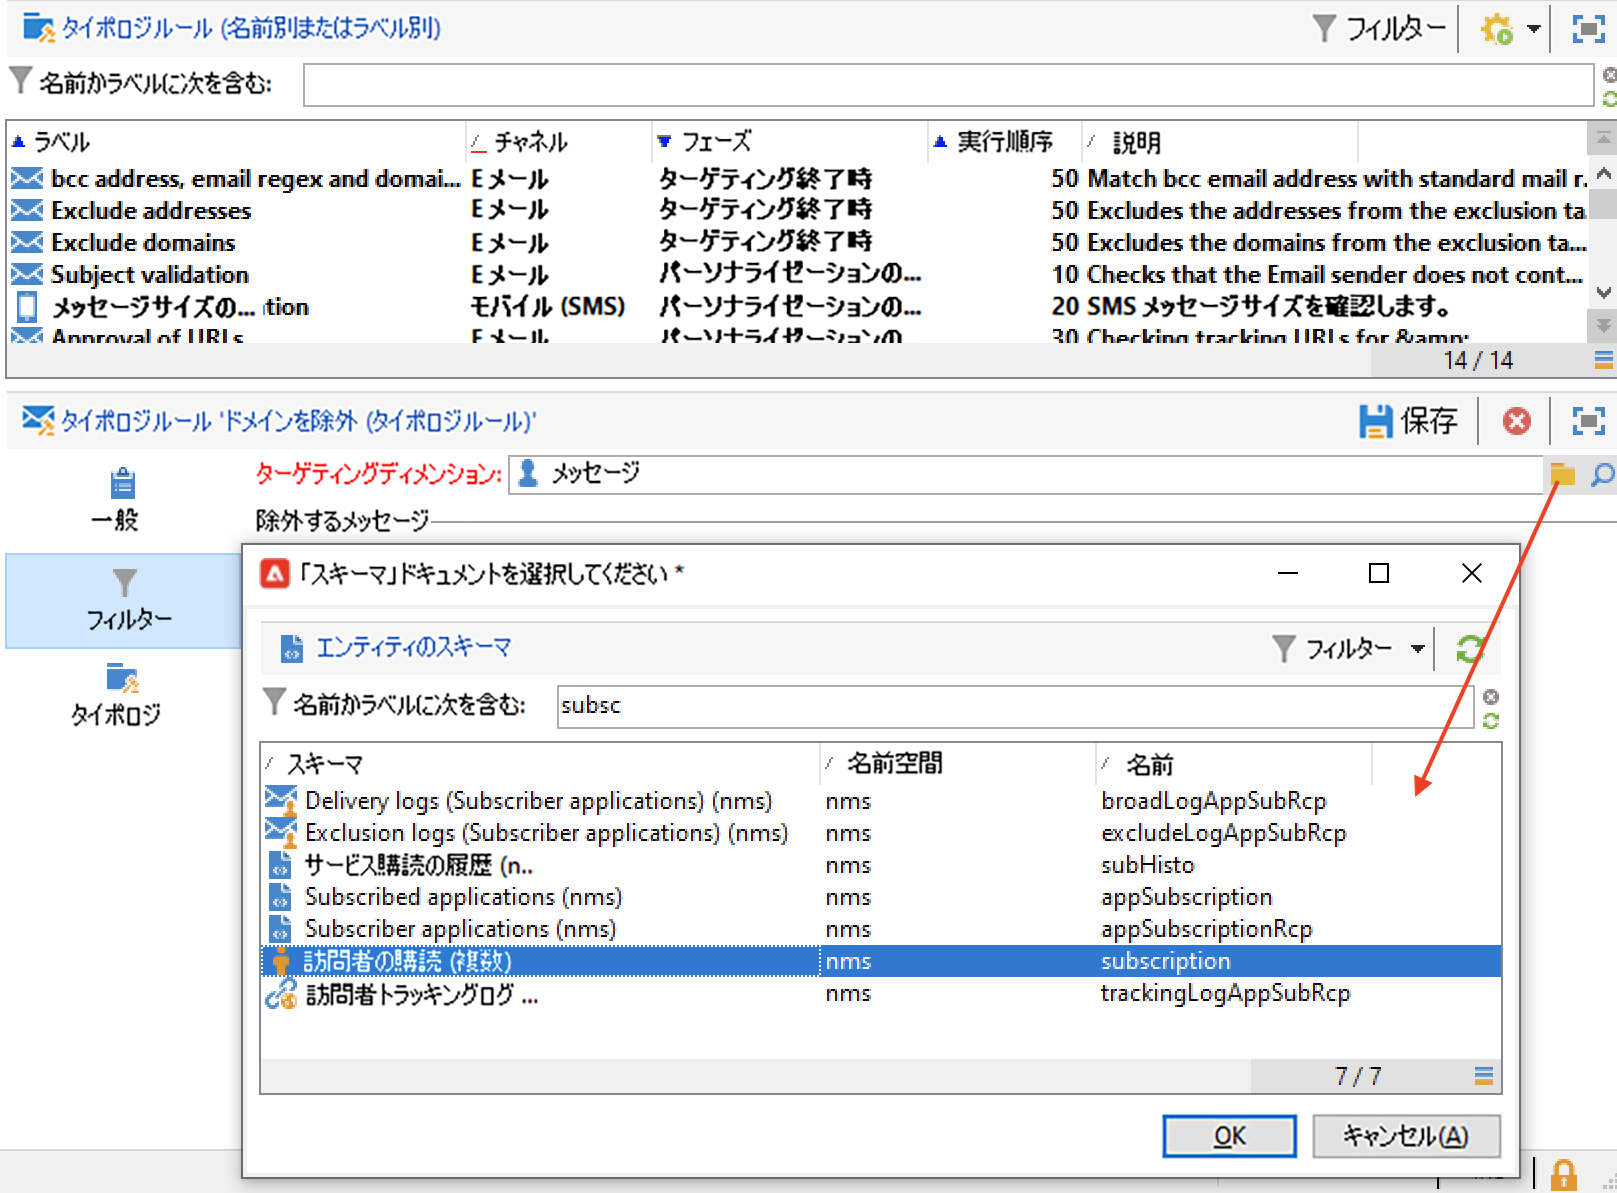 タイポロジルール (名前別またはラベル別) フィルター
名前かラベルに次を含む:
ラベル チャネル フェーズ 実行順序 説明
bcc address, email regex and domai... Eメール ターゲティング終了時 50 Match bcc email address with standard mail r.
Exclude addresses Eメール ターゲティング終了時 50 Excludes the addresses from the exclusion ta
Exclude domains Eメール ターゲティング終了時 50 Excludes the domains from the exclusion ta...
Subject validation Eメール パーソナライゼーションの... 10 Checks that the Email sender does not cont...
メッセージサイズの... ıtion モバイル (SMS) パーソナライゼーションの... 20 SMS メッセージサイズを確認します。
Approval of URLs Eメール パーソナライゼーションの 30 Checking tracking URLs for &amp;
14 / 14
タイポロジルール 'ドメインを除外 (タイポロジルール)' 保存
一般
ターゲティングディメンション: メッセージ
除外するメッセージ
フィルター
タイポロジ
「スキーマ」ドキュメントを選択してください *
エンティティのスキーマ フィルター
名前かラベルに次を含む: subsc
スキーマ 名前空間 名前
Delivery logs (Subscriber applications) (nms) nms broadLogAppSubRcp
Exclusion logs (Subscriber applications) (nms) nms excludeLogAppSubRcp
サービス購読の履歴 (n.. nms subHisto
Subscribed applications (nms) nms appSubscription
Subscriber applications (nms) nms appSubscriptionRcp
訪問者の購読 (複数) nms subscription
訪問者トラッキングログ ... nms trackingLogAppSubRcp
7 / 7
OK キャンセル(A)